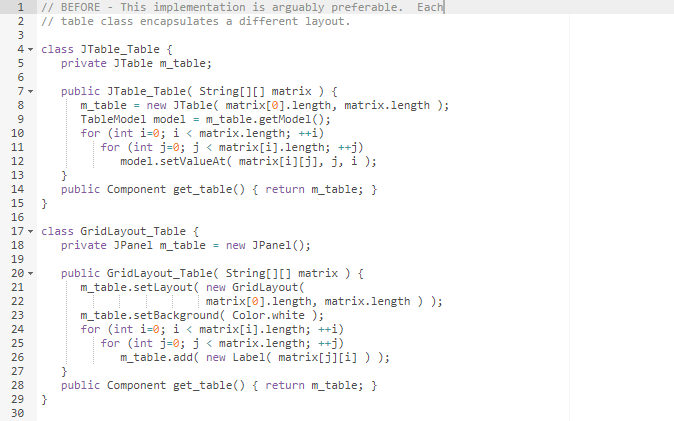 1 // BEFORE - This implementation is arguably preferable.  Each
2 // table class encapsulates a different layout.
3
4 class JTable_Table {
5    private JTable m_table;
6
7    public JTable_Table( String[][] matrix ) {
8       m_table = new JTable( matrix[0].length, matrix.length );
9       TableModel model = m_table.getModel();
10       for (int i=0; i < matrix.length; ++i)
11          for (int j=0; j < matrix[i].length; ++j)
12             model.setValueAt( matrix[i][j], j, i );
13    }
14    public Component get_table() { return m_table; }
15 }
16
17 class GridLayout_Table {
18    private JPanel m_table = new JPanel();
19
20    public GridLayout_Table( String[][] matrix ) {
21       m_table.setLayout( new GridLayout(
22                          matrix[0].length, matrix.length ) );
23       m_table.setBackground( Color.white );
24       for (int i=0; i < matrix[i].length; ++i)
25          for (int j=0; j < matrix.length; ++j)
26             m_table.add( new Label( matrix[j][i] ) );
27    }
28    public Component get_table() { return m_table; }
29 }
30